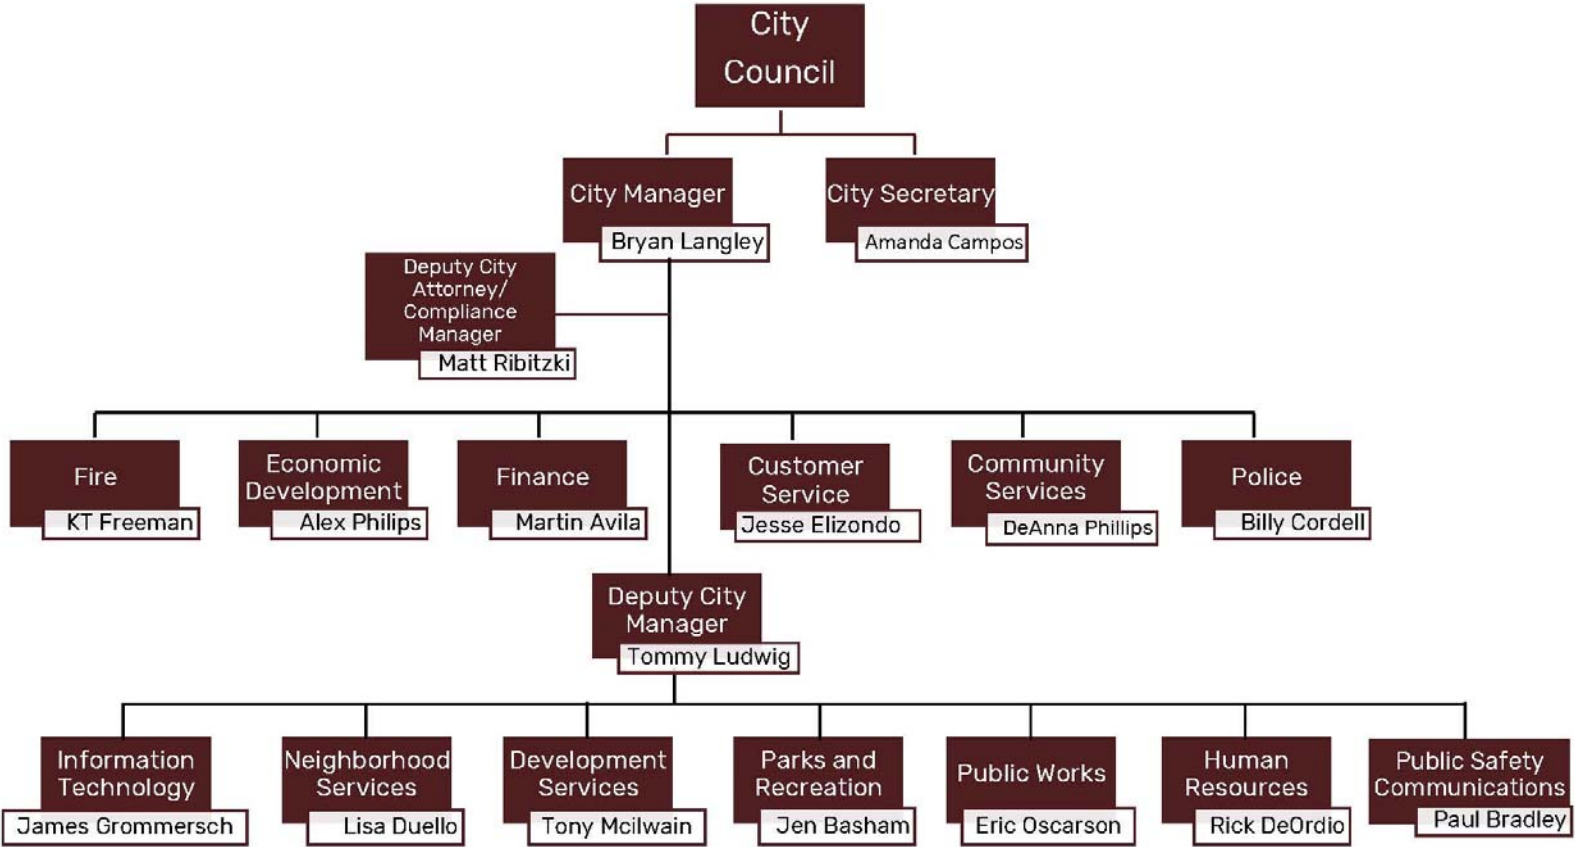 City
Council
City Manager
Bryan Langley
City Secretary
Amanda Campos
Deputy City
Attorney/
Compliance
Manager
Matt Ribitzki
Fire
KT Freeman
Economic
Development
Alex Philips
Finance
Martin Avila
Customer
Service
Jesse Elizondo
Community
Services
DeAnna Phillips
Police
Billy Cordell
Deputy City
Manager
Tommy Ludwig
Information
Technology
James Grommersch
Neighborhood
Services
Lisa Duello
Development
Services
Tony Mcilwain
Parks and
Recreation
Jen Basham
Public Works
Eric Oscarson
Human
Resources
Rick DeOrdio
Public Safety
Communications
Paul Bradley